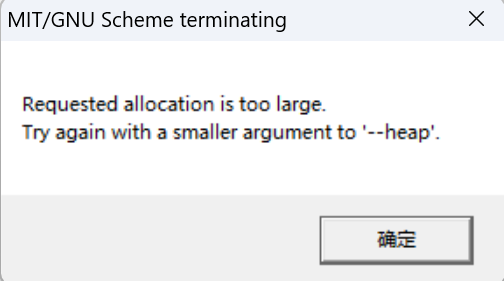 MIT/GNU Scheme terminating
Requested allocation is too large.
Try again with a smaller argument to '--heap'.
确定